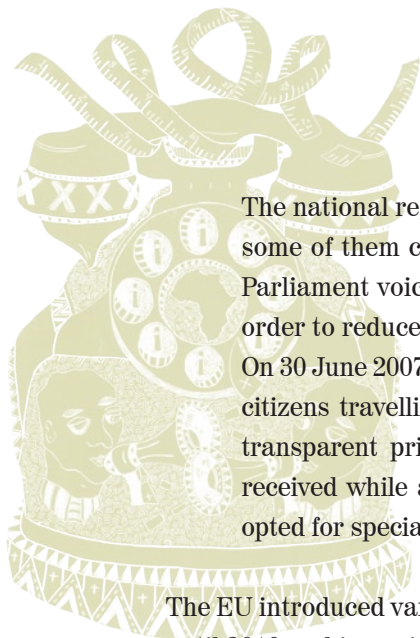 The national re
some of them c
Parliament voic
order to reduce
On 30 June 2007
citizens travelli
transparent pri
received while a
opted for specia
The EU introduced var